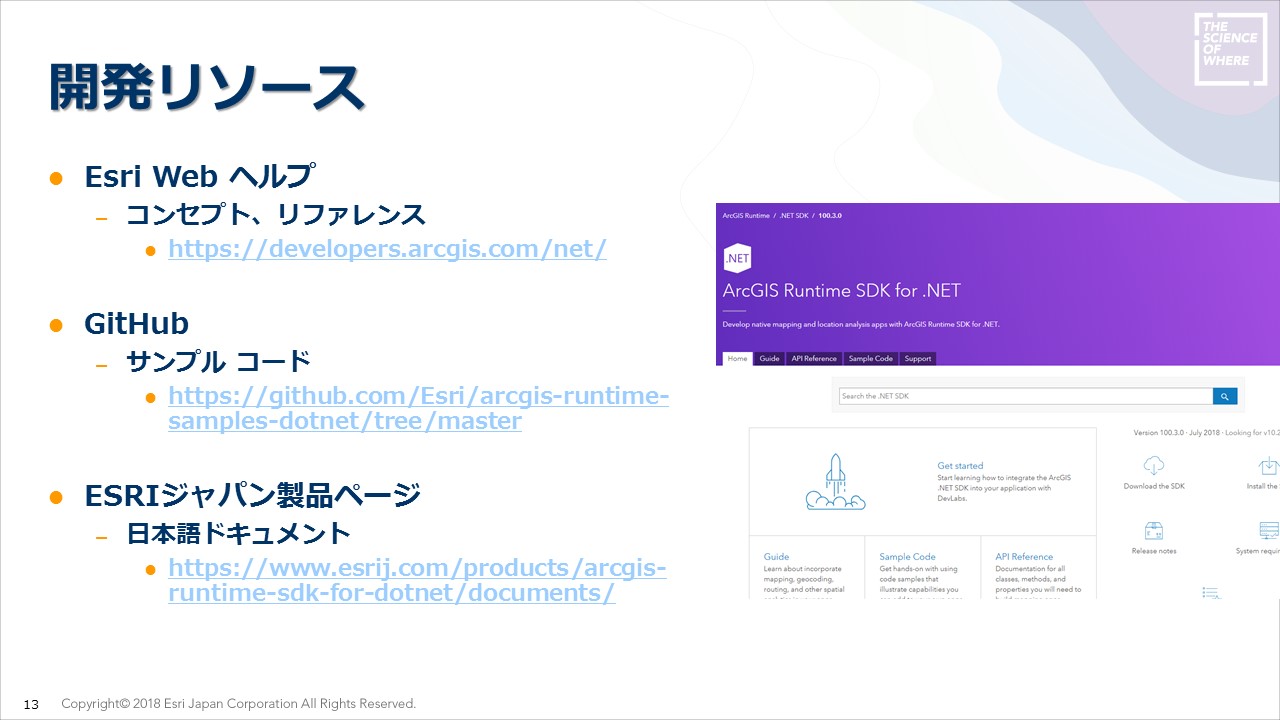 THE
SCIENCE
OF
WHERE
開発リソース
Esri Web ヘルプ
– コンセプト、リファレンス
https://developers.arcgis.com/net/
GitHub
– サンプル コード
https://github.com/Esri/arcgis-runtime-
samples-dotnet/tree/master
ESRIジャパン製品ページ
– 日本語ドキュメント
https://www.esrij.com/products/arcgis-
runtime-sdk-for-dotnet/documents/
ArcGIS Runtime / .NET SDK / 100.3.0
.NET
ArcGIS Runtime SDK for .NET
Develop native mapping and location analysis apps with ArcGIS Runtime SDK for .NET.
Home Guide API Reference Sample Code Support
Search the .NET SDK
Version 100.3.0 · July 2018 · Looking for v10.2
Get started
Start learning how to integrate the ArcGIS
.NET SDK into your application with
DevLabs.
Download the SDK
Install the
Release notes
System requir
Guide
Learn about incorporate
mapping, geocoding,
routing, and other spatial
Sample Code
Get hands-on with using
code samples that
illustrate capabilities you
API Reference
Documentation for all
classes, methods, and
properties you will need to
13
Copyright© 2018 Esri Japan Corporation All Rights Reserved.